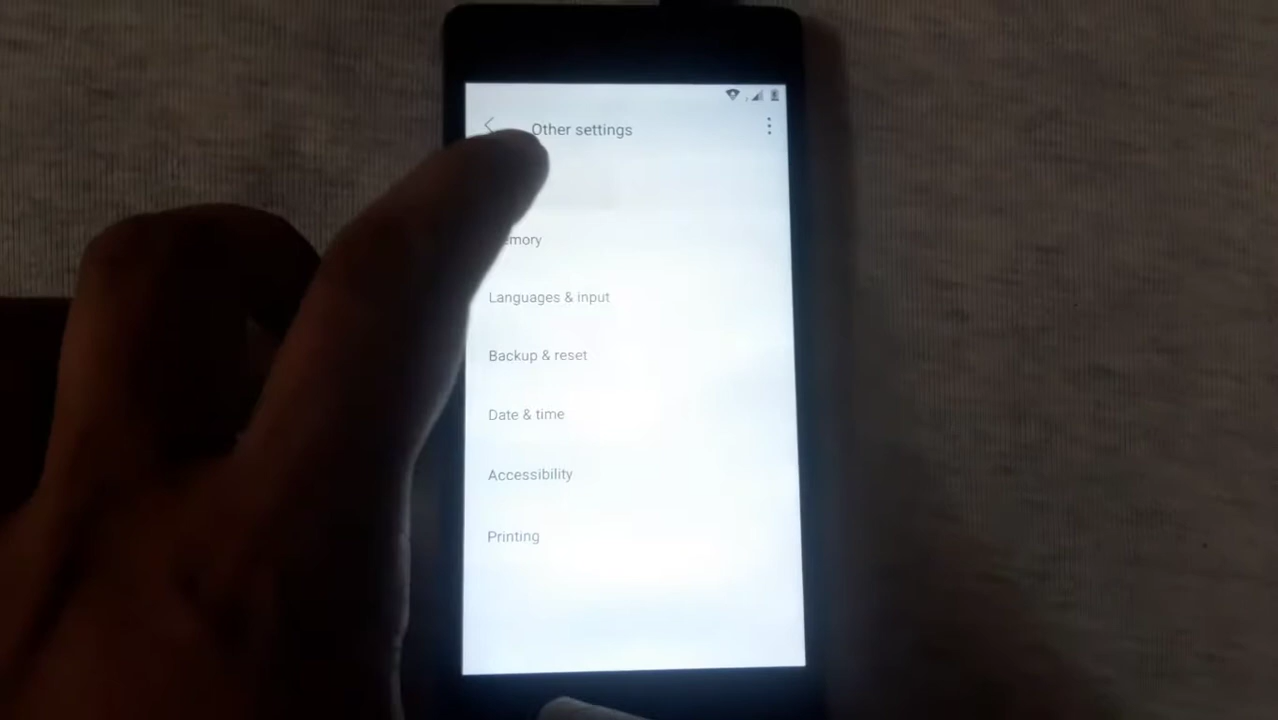 Other settings
emory
Languages & input
Backup & reset
Date & time
Accessibility
Printing